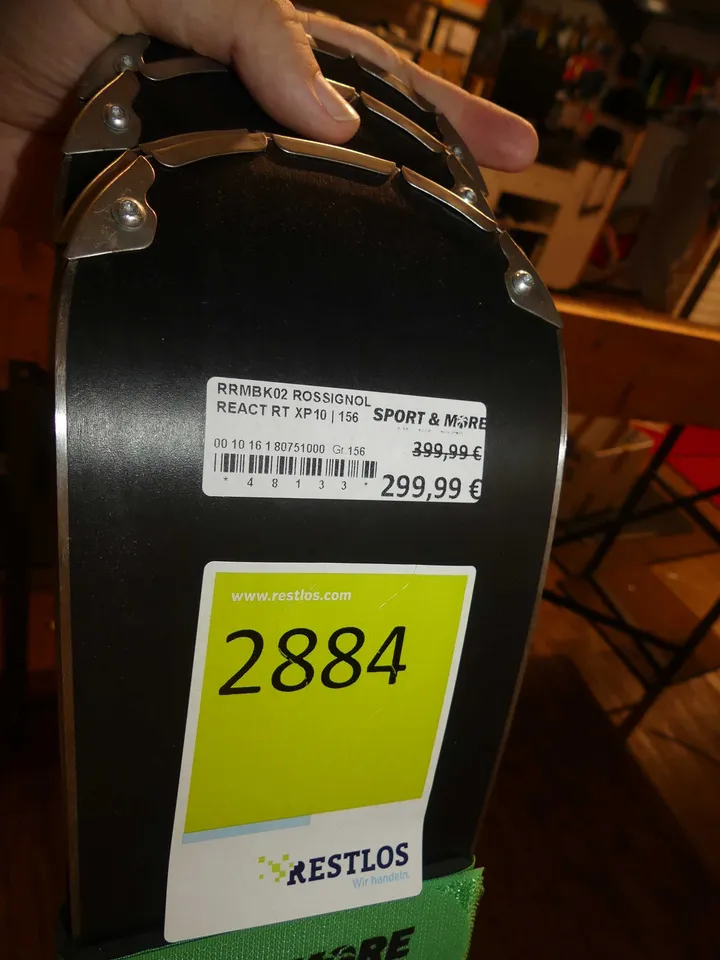 RRMBK02 ROSSIGNOL
REACT RT XP10 | 156
SPORT & MORE
00 10 16 1 80751000 Gr.156
399,99 €
* 4 8 1 3 3 *
299,99 €
www.restlos.com
2884
RESTLOS
Wir handeln.
MORE